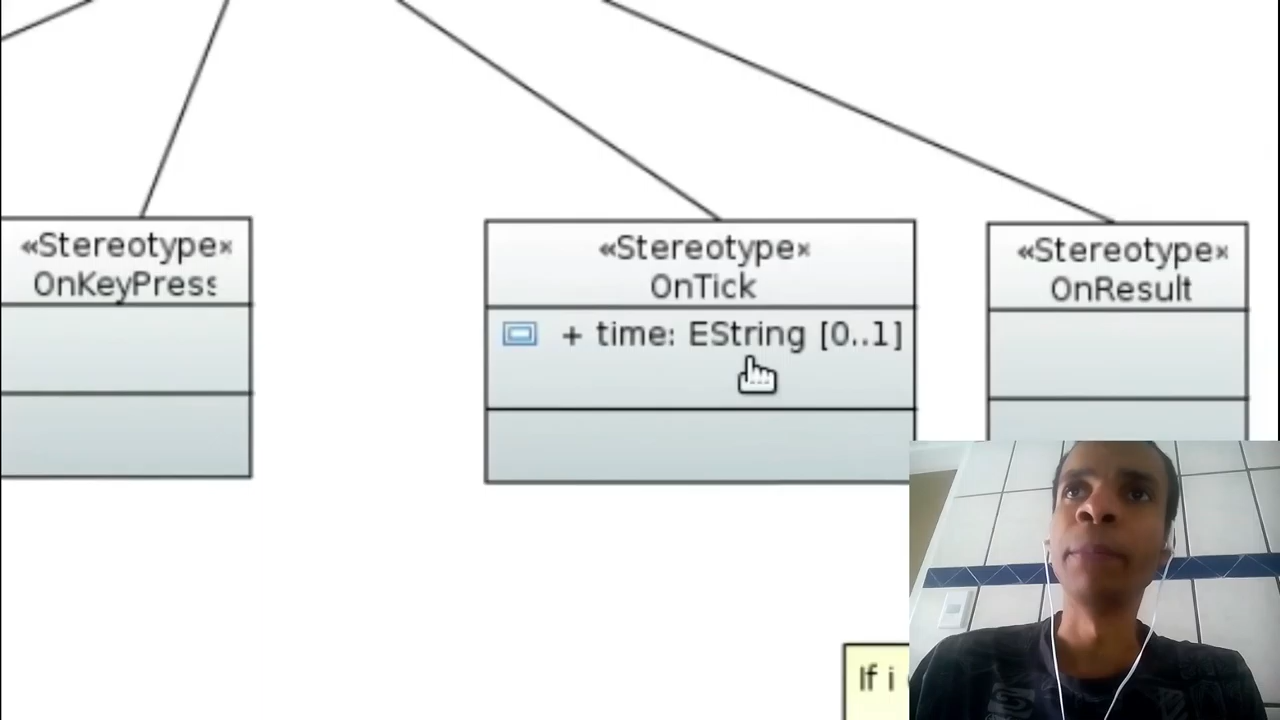 «Stereotype»
OnKeyPress
«Stereotype»
OnTick
+ time: EString [0..1]
«Stereotype»
OnResult
If i